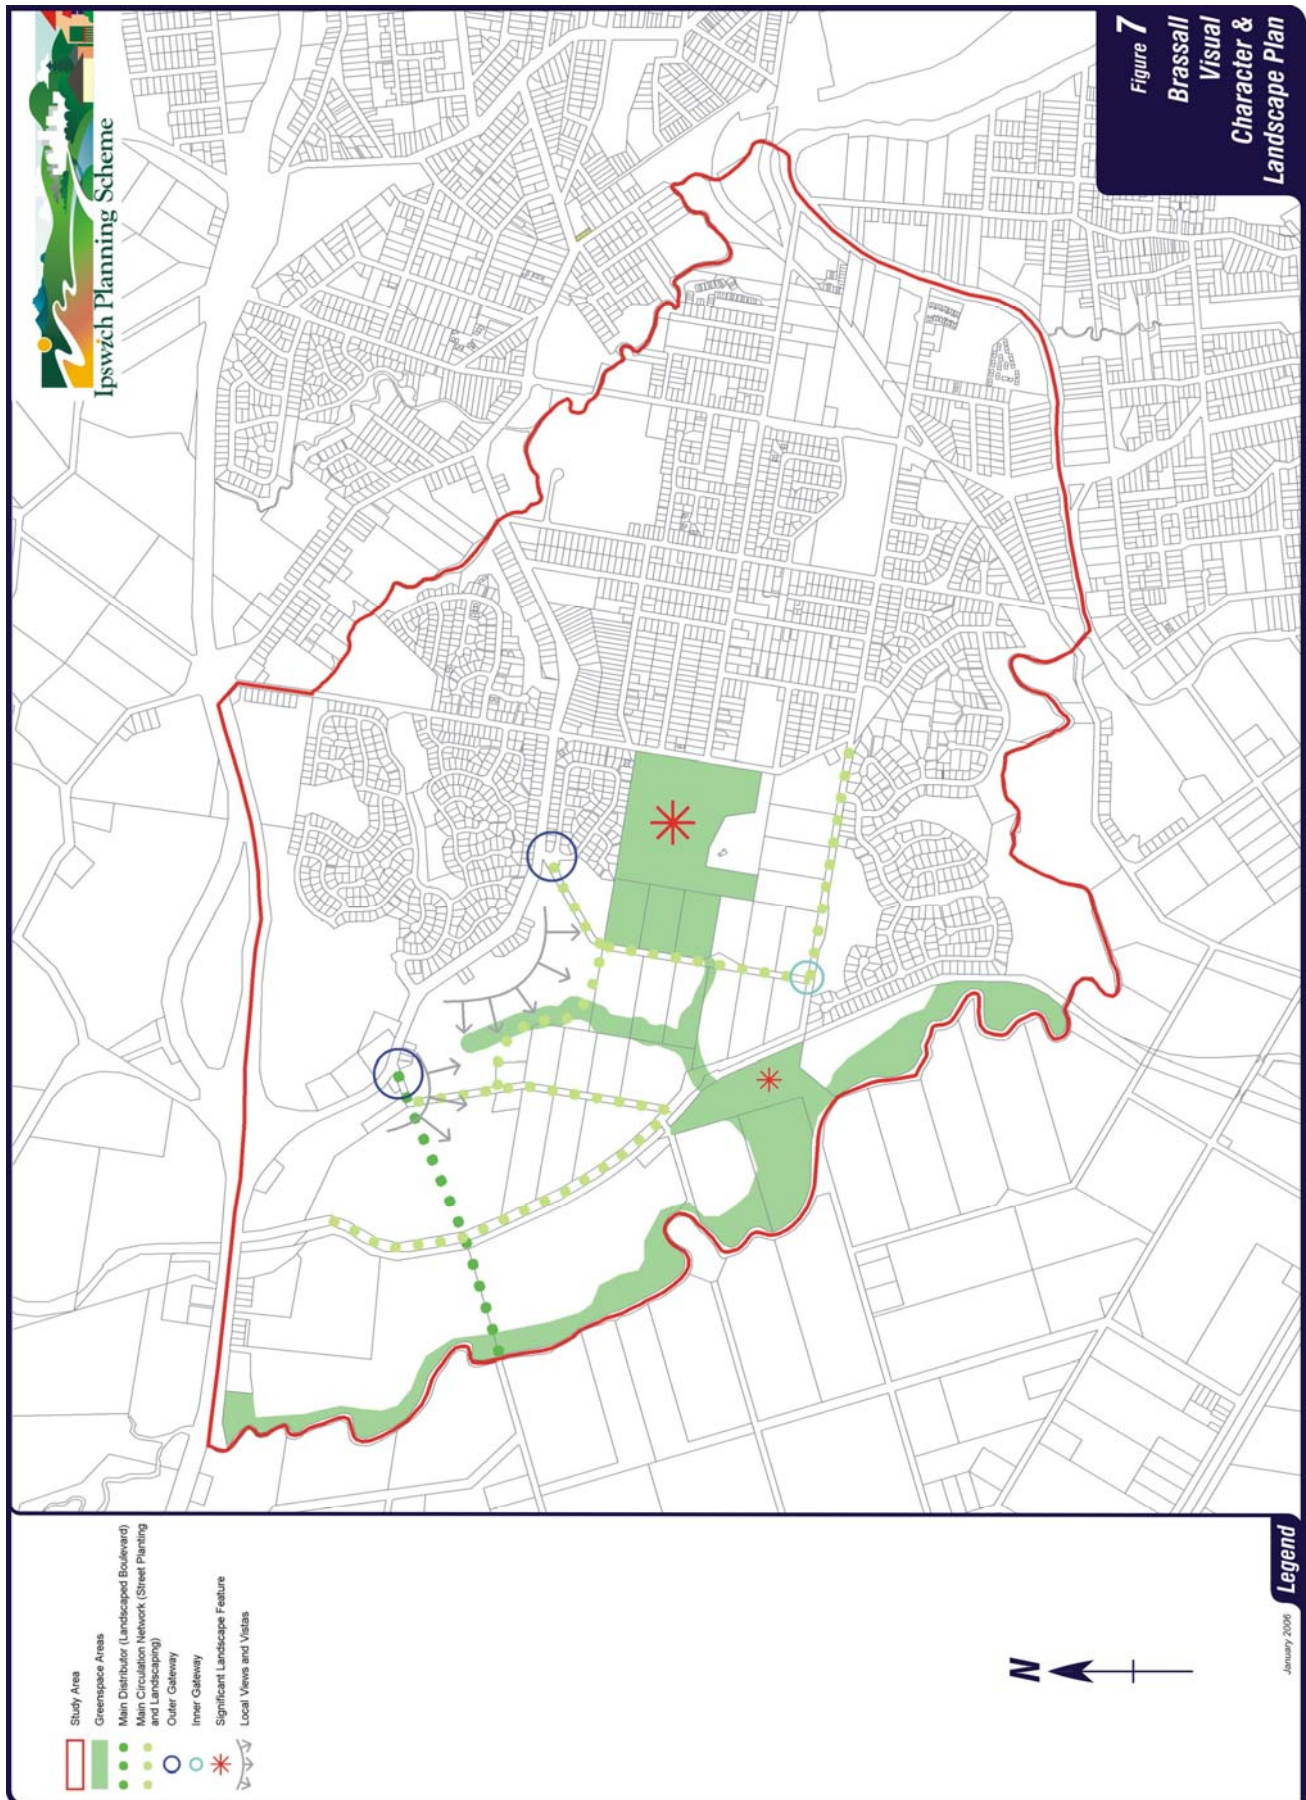 Ipswich Planning Scheme
Figure 7
Brassall
Visual
Character &
Landscape Plan
Study Area
Greenspace Areas
Main Distributor (Landscaped Boulevard)
Main Circulation Network (Street Planting
and Landscaping)
Outer Gateway
Inner Gateway
Significant Landscape Feature
Local Views and Vistas
N
January 2006
Legend